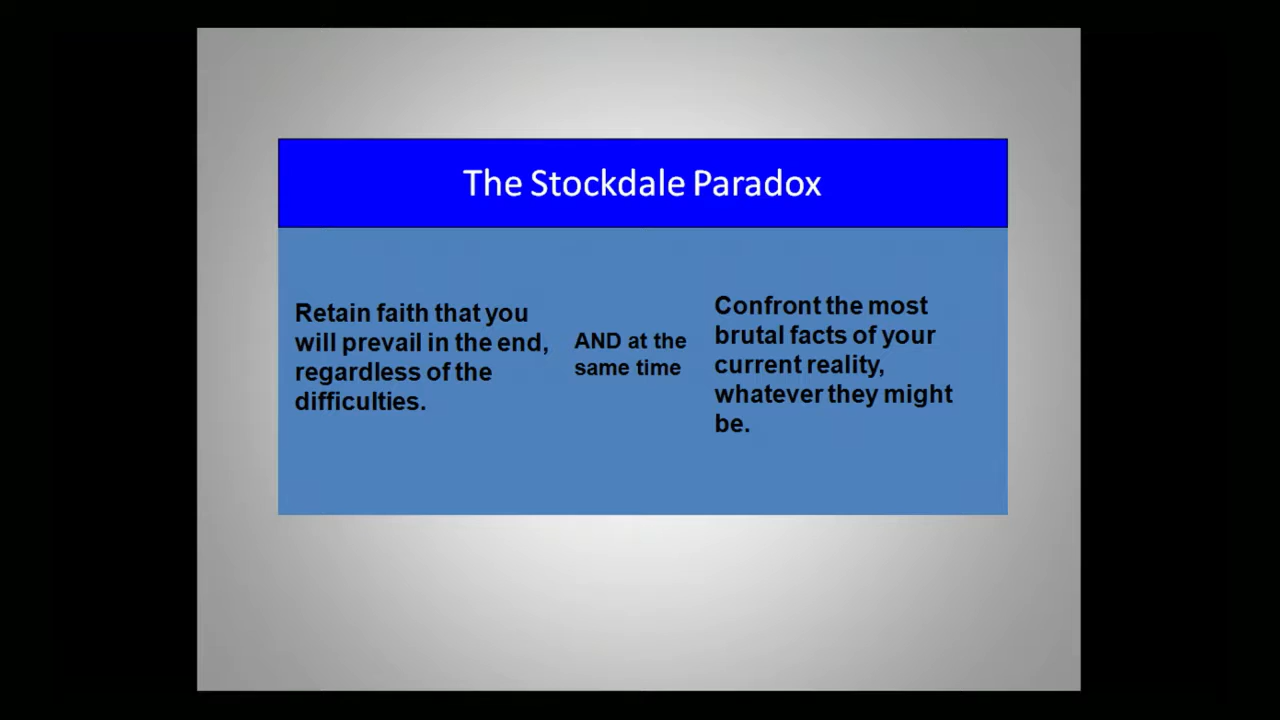 The Stockdale Paradox
Retain faith that you
will prevail in the end,
regardless of the
difficulties.
AND at the
same time
Confront the most
brutal facts of your
current reality,
whatever they might
be.